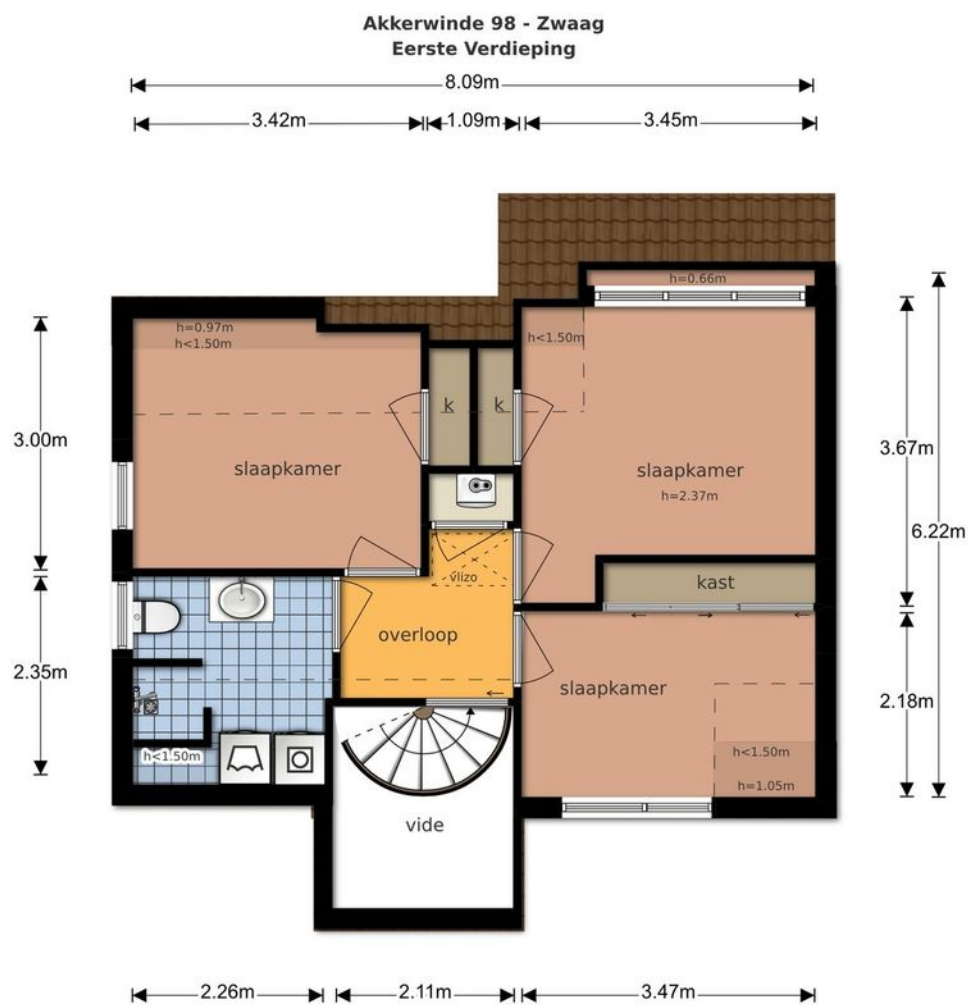 Akkerwinde 98 - Zwaag
Eerste Verdieping
8.09m
3.42m
1.09m
3.45m
h=0.66m
h=0.97m
h<1.50m
h<1.50m
k
k
3.00m
slaapkamer
slaapkamer
h=2.37m
3.67m
6.22m
vlizo
kast
overloop
2.35m
slaapkamer
2.18m
h<1.50m
h<1.50m
h=1.05m
vide
2.26m
2.11m
3.47m